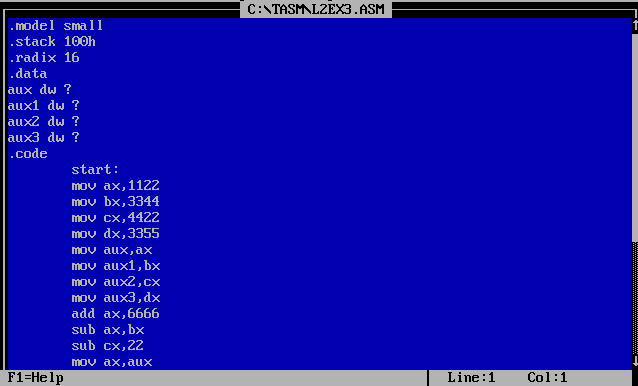 C:\TASM\L2EX3.ASM
.model small
.stack 100h
.radix 16
.data
aux dw ?
aux1 dw ?
aux2 dw ?
aux3 dw ?
.code
start:
mov ax,1122
mov bx,3344
mov cx,4422
mov dx,3355
mov aux,ax
mov aux1,bx
mov aux2,cx
mov aux3,dx
add ax,6666
sub ax,bx
sub cx,22
mov ax,aux
F1=Help Line:1 Col:1